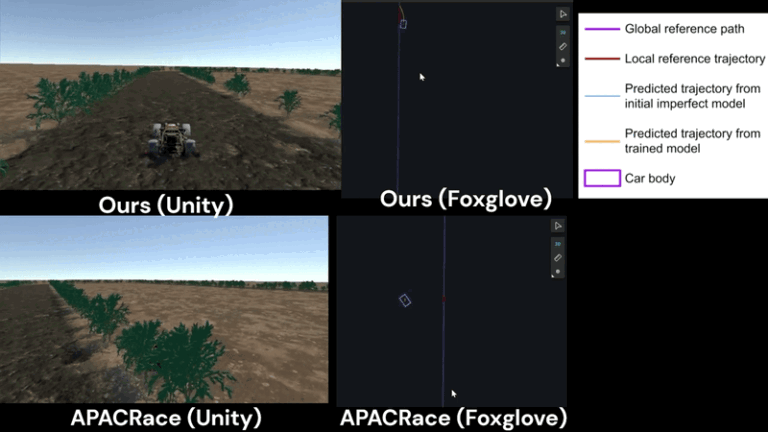 Global reference path
Local reference trajectory
Predicted trajectory from
initial imperfect model
Predicted trajectory from
trained model
Car body
Ours (Unity)
Ours (Foxglove)
APACRace (Unity)
APACRace (Foxglove)